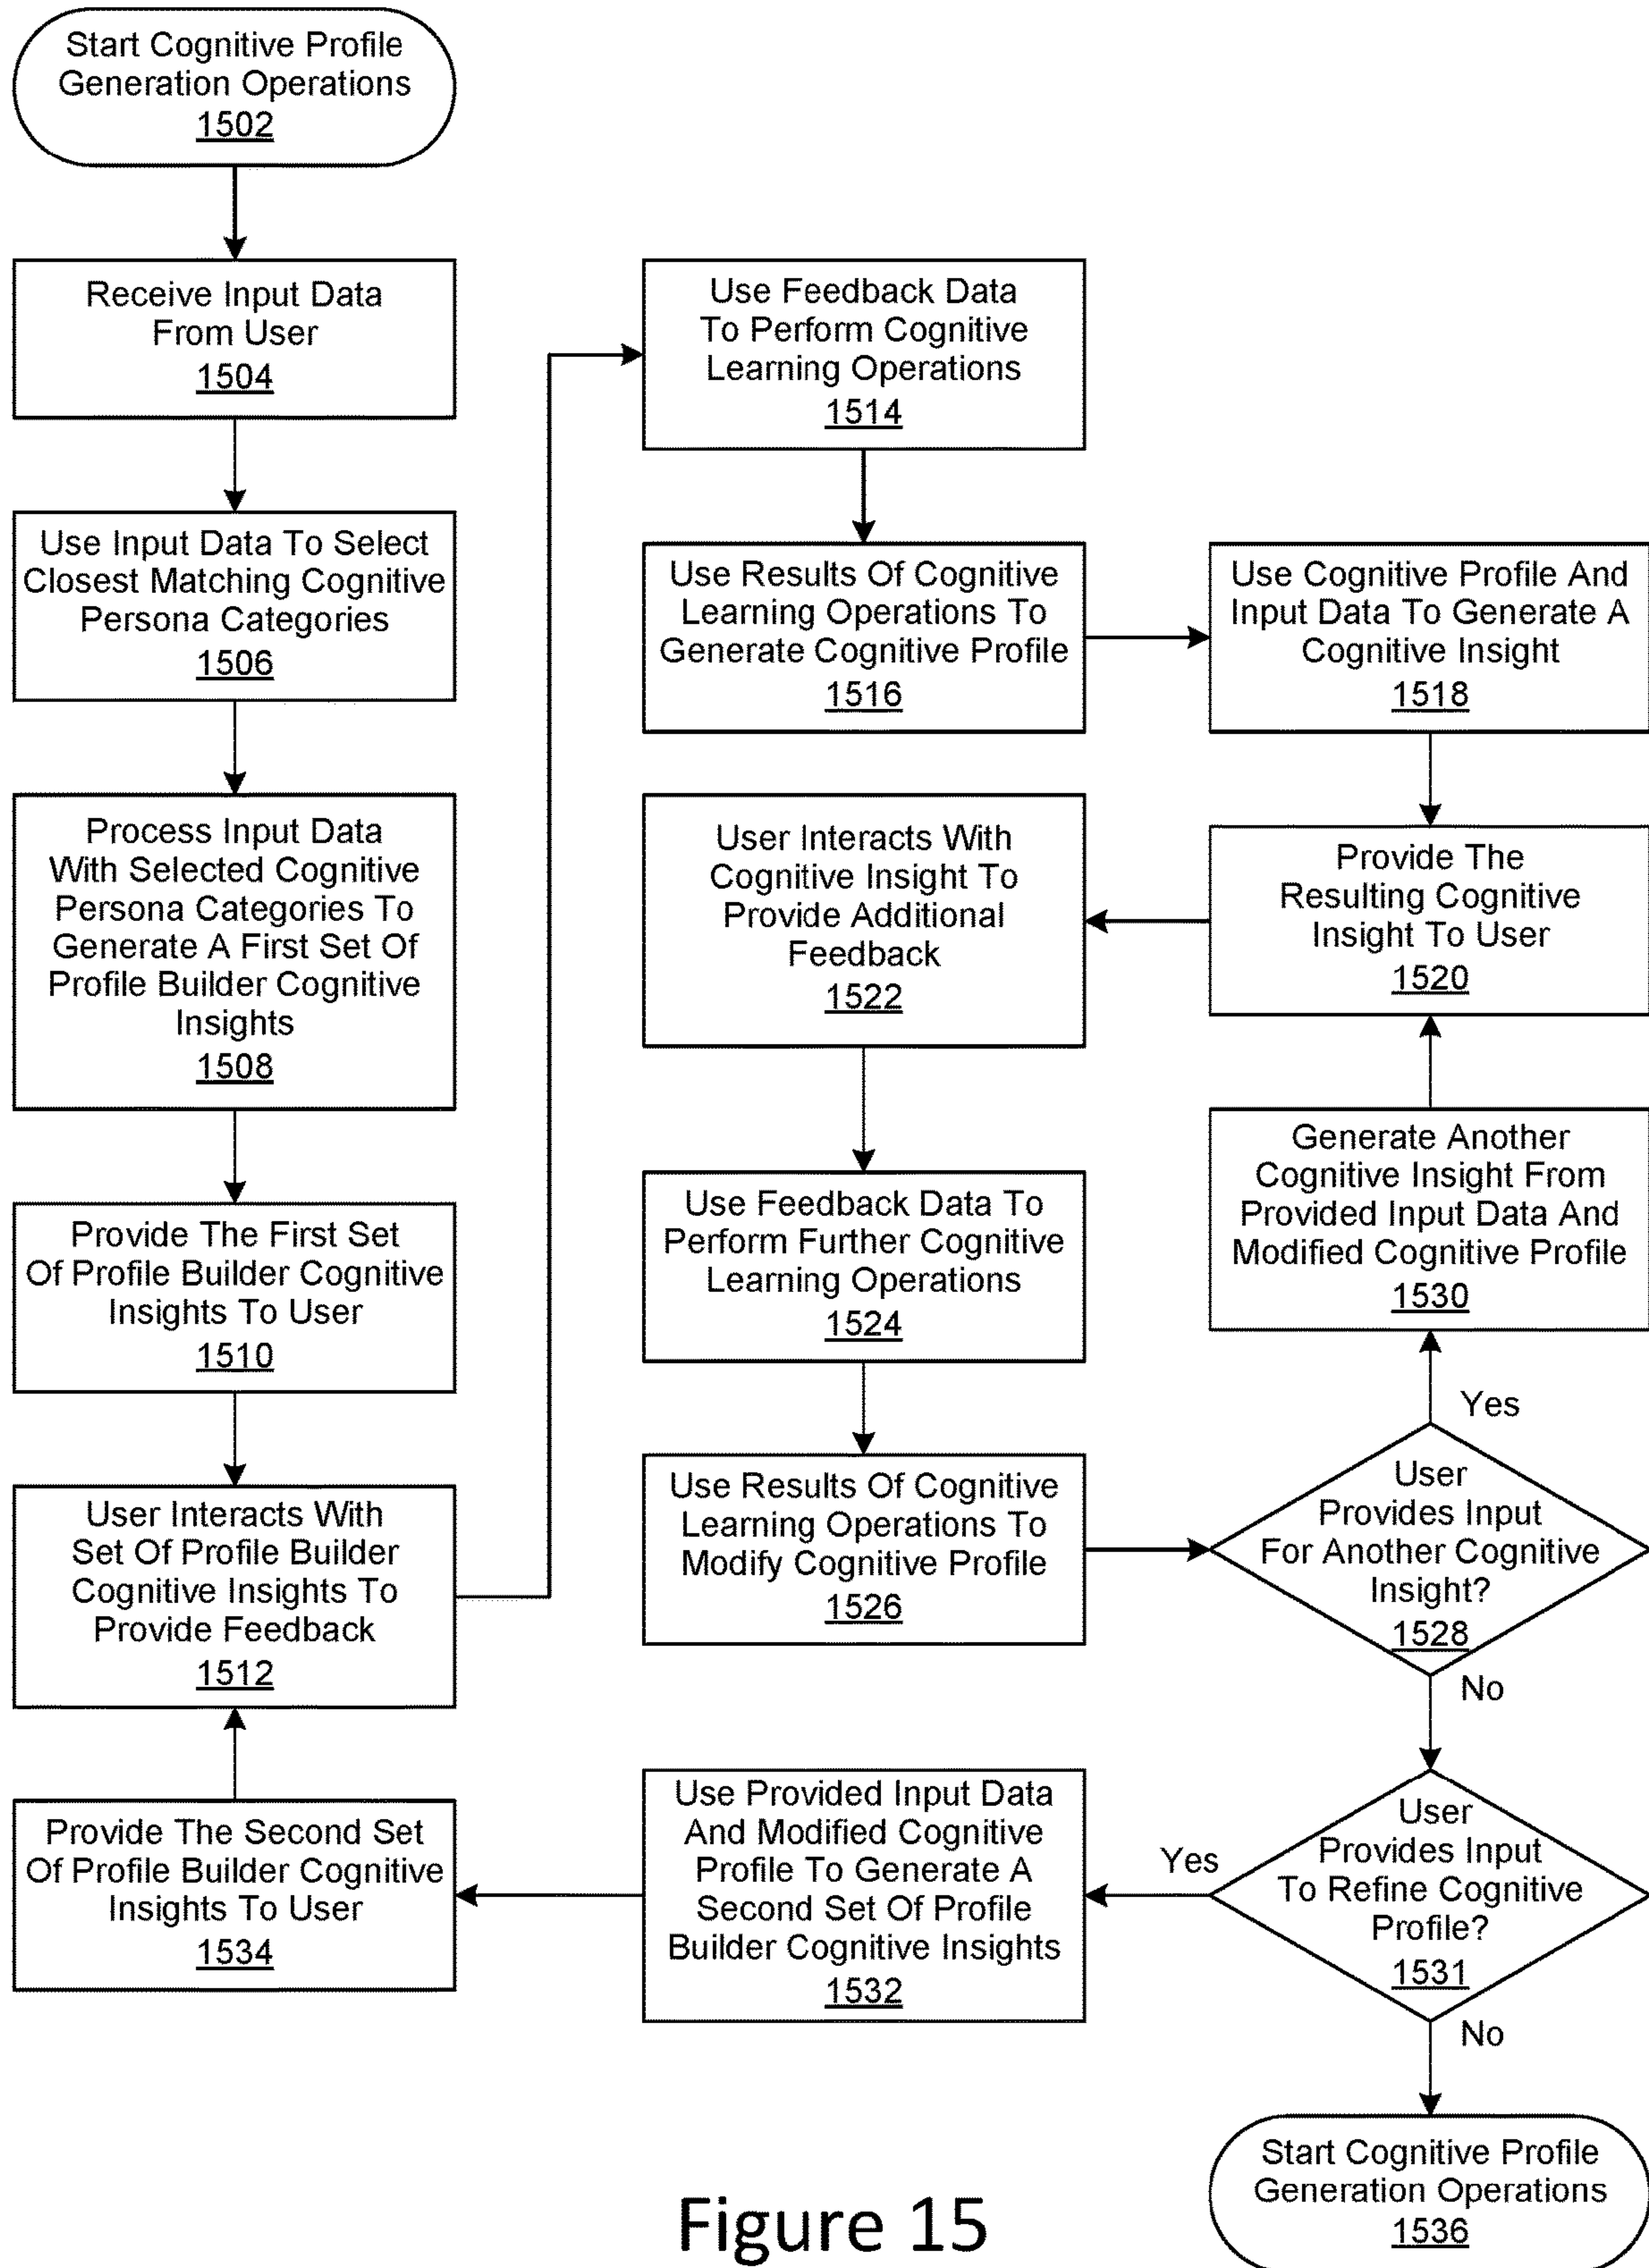 Start Cognitive Profile
Generation Operations
1502
Receive Input Data
From User
1504
Use Input Data To Select
Closest Matching Cognitive
Persona Categories
1506
Process Input Data
With Selected Cognitive
Persona Categories To
Generate A First Set Of
Profile Builder Cognitive
Insights
1508
Provide The First Set
Of Profile Builder Cognitive
Insights To User
1510
User Interacts With
Set Of Profile Builder
Cognitive Insights To
Provide Feedback
1512
Use Feedback Data
To Perform Cognitive
Learning Operations
1514
Use Results Of Cognitive
Learning Operations To
Generate Cognitive Profile
1516
Use Cognitive Profile And
Input Data To Generate A
Cognitive Insight
1518
Provide The
Resulting Cognitive
Insight To User
1520
User Interacts With
Cognitive Insight To
Provide Additional
Feedback
1522
Use Feedback Data To
Perform Further Cognitive
Learning Operations
1524
Use Results Of Cognitive
Learning Operations To
Modify Cognitive Profile
1526
User
Provides Input
For Another Cognitive
Insight?
1528
Yes
Generate Another
Cognitive Insight From
Provided Input Data And
Modified Cognitive Profile
1530
No
User
Provides Input
To Refine Cognitive
Profile?
1531
Yes
Use Provided Input Data
And Modified Cognitive
Profile To Generate A
Second Set Of Profile
Builder Cognitive Insights
1532
Provide The Second Set
Of Profile Builder Cognitive
Insights To User
1534
No
Start Cognitive Profile
Generation Operations
1536
Figure 15